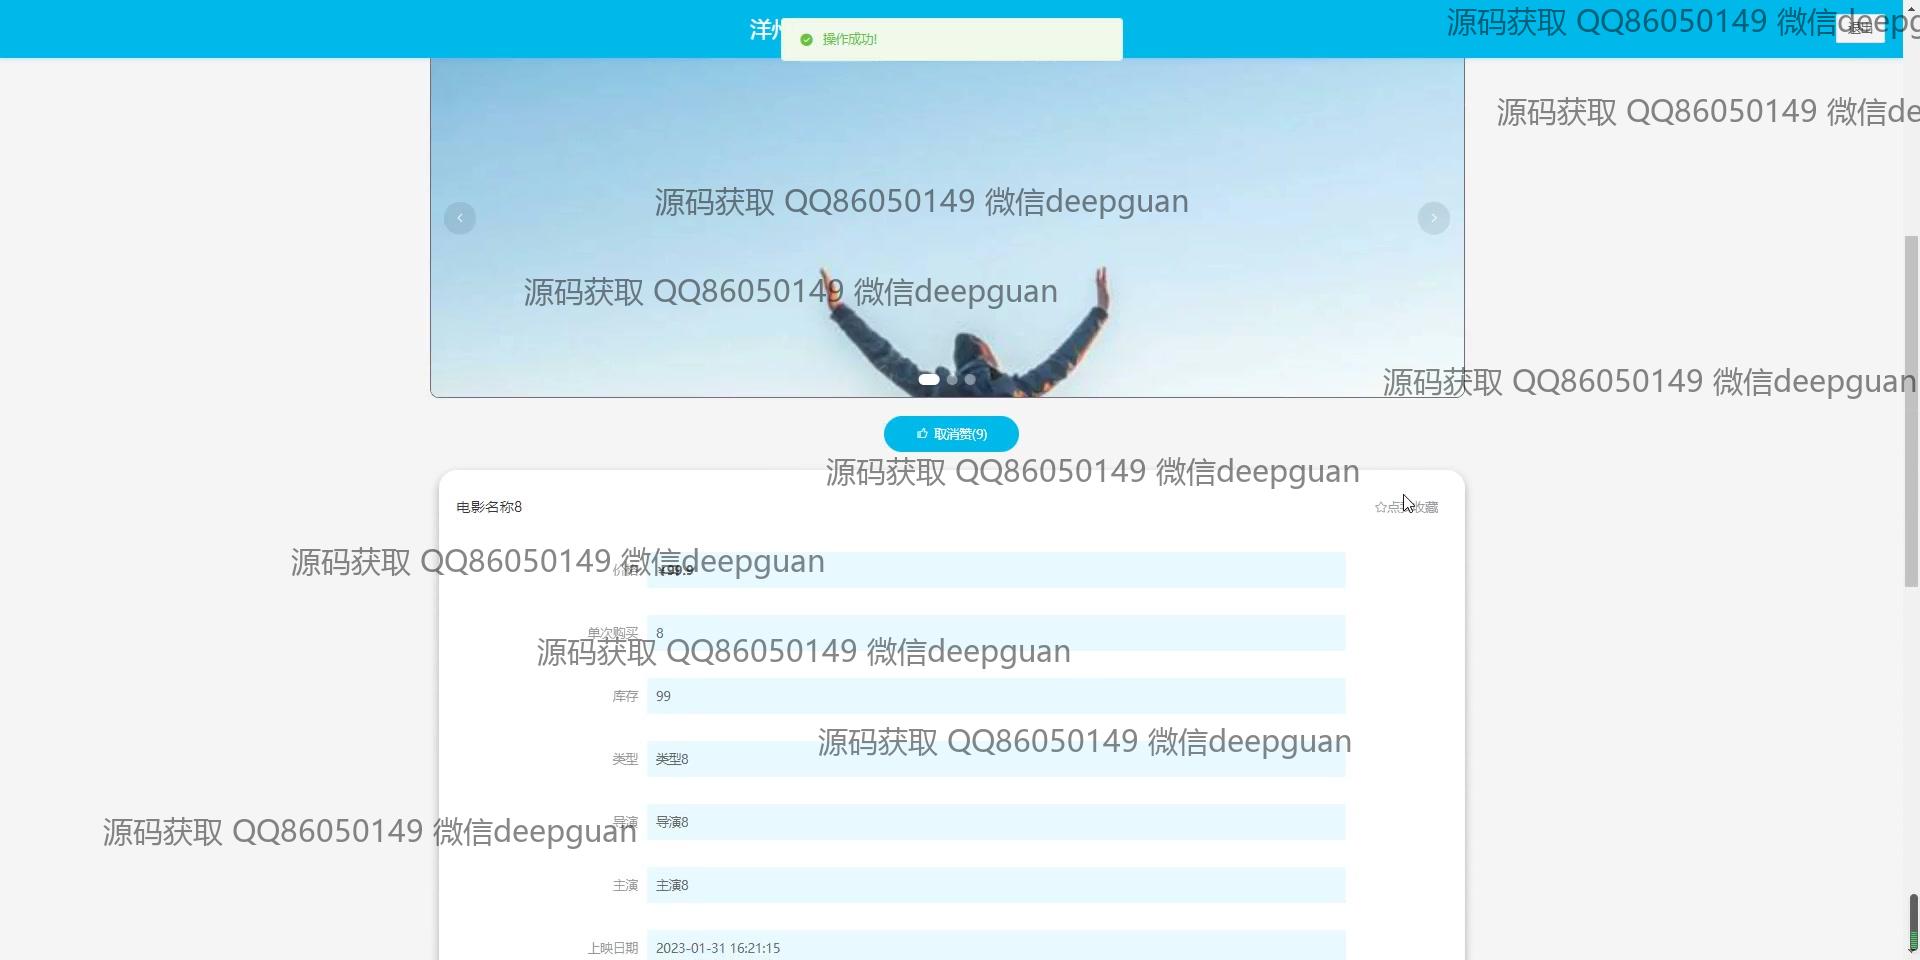 洋州
操作成功!
退出
源码获取 QQ86050149 微信deepg
源码获取 QQ86050149 微信de
源码获取 QQ86050149 微信deepguan
源码获取 QQ86050149 微信deepguan
源码获取 QQ86050149 微信deepguan
取消赞(9)
源码获取 QQ86050149 微信deepguan
电影名称8
点我收藏
源码获取 QQ86050149 微信deepguan
价格 ¥99.9
单次购买 8
源码获取 QQ86050149 微信deepguan
库存 99
源码获取 QQ86050149 微信deepguan
类型 类型8
导演 导演8
源码获取 QQ86050149 微信deepguan
主演 主演8
上映日期 2023-01-31 16:21:15